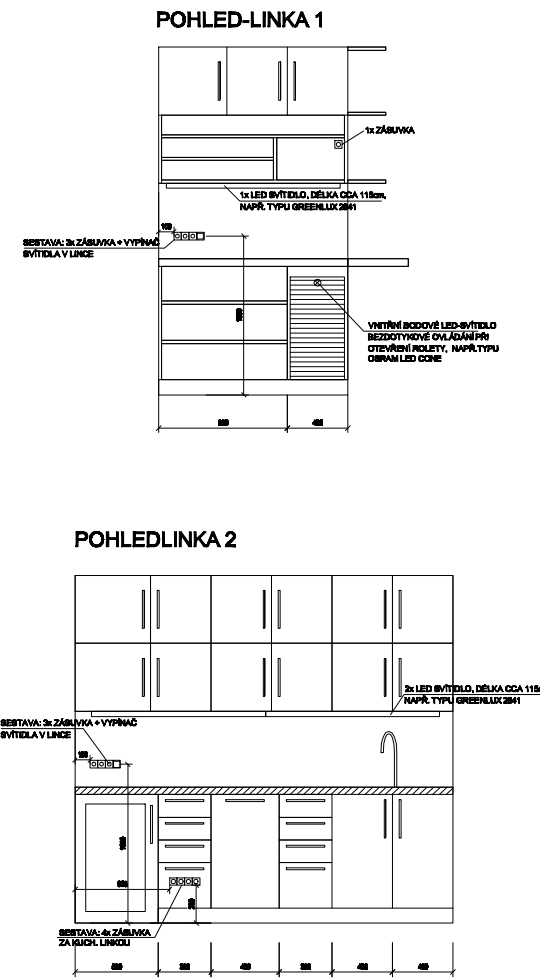 POHLED-LINKA 1
1x ZÁSUVKA
1x LED SVÍTIDLO, DÉLKA CCA 115cm,
NAPŘ. TYPU GREENLUX 2641
SESTAVA: 3x ZÁSUVKA + VYPÍNAČ
SVÍTIDLA V LINCE
VNITŘNÍ BODOVÉ LED-SVÍTIDLO
BEZDOTYKOVÉ OVLÁDÁNÍ PŘI
OTEVŘENÍ ROLETY, NAPŘ.TYPU
OSRAM LED CONE
POHLEDLINKA 2
2x LED SVÍTIDLO, DÉLKA CCA 115
NAPŘ. TYPU GREENLUX 2641
SESTAVA: 3x ZÁSUVKA + VYPÍNAČ
SVÍTIDLA V LINCE
SESTAVA: 4x ZÁSUVKA
ZA KUCH. LINKOU